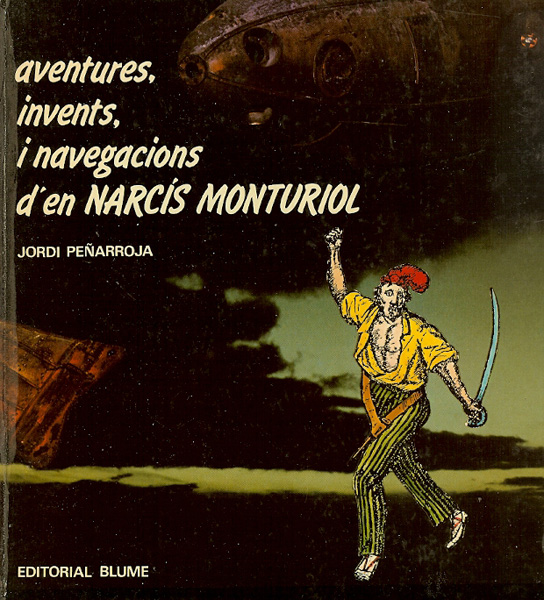 aventures,
invents,
i navegacions
d'en NARCÍS MONTURIOL
JORDI PEÑARROJA
EDITORIAL BLUME